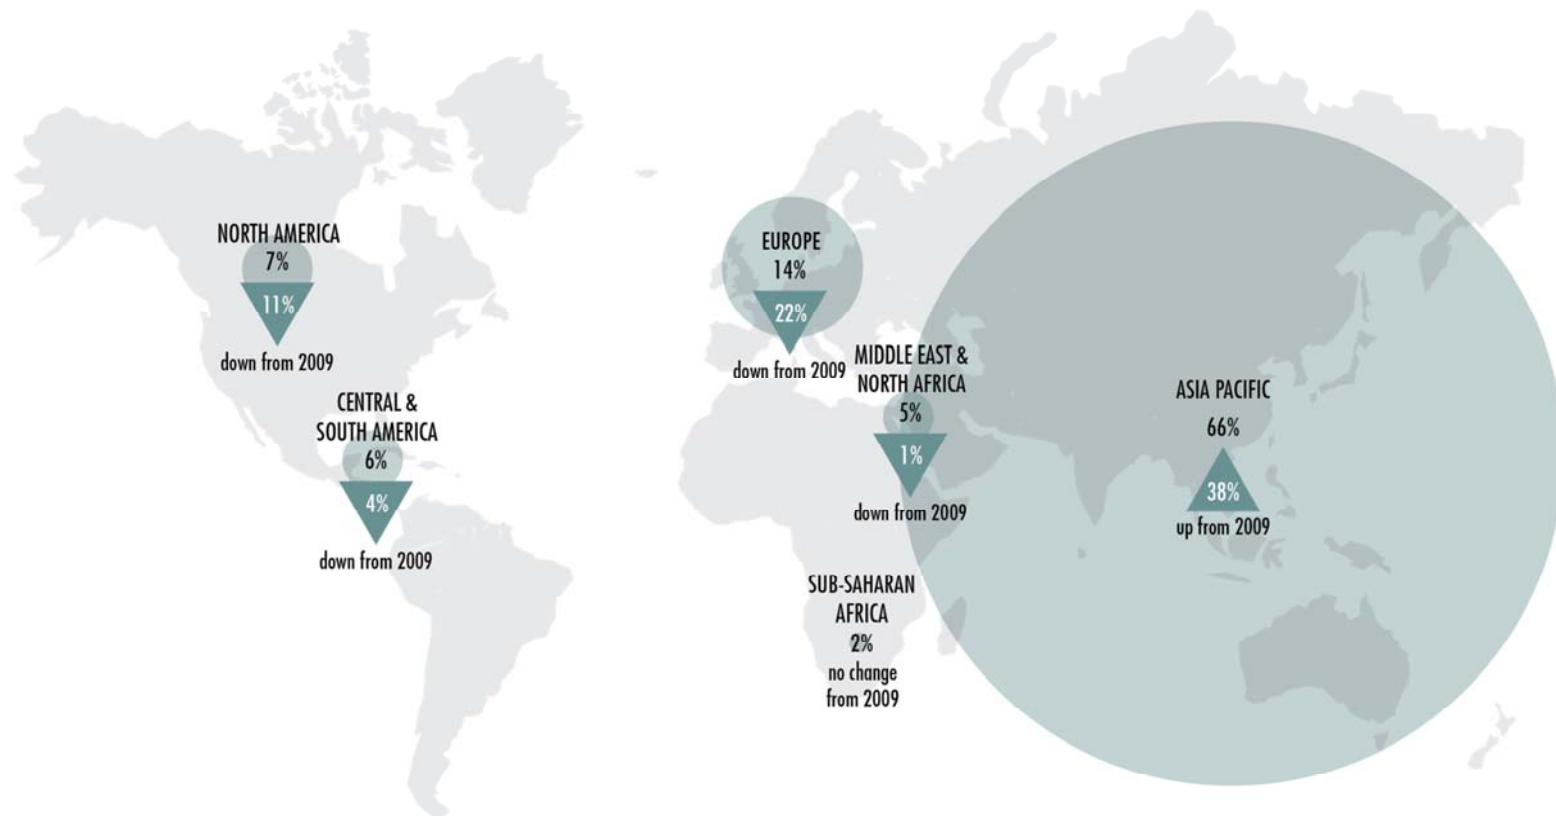 NORTH AMERICA
7%
11%
down from 2009
CENTRAL &
SOUTH AMERICA
6%
4%
down from 2009
EUROPE
14%
22%
down from 2009
MIDDLE EAST &
NORTH AFRICA
5%
1%
down from 2009
SUB-SAHARAN
AFRICA
2%
no change
from 2009
ASIA PACIFIC
66%
38%
up from 2009